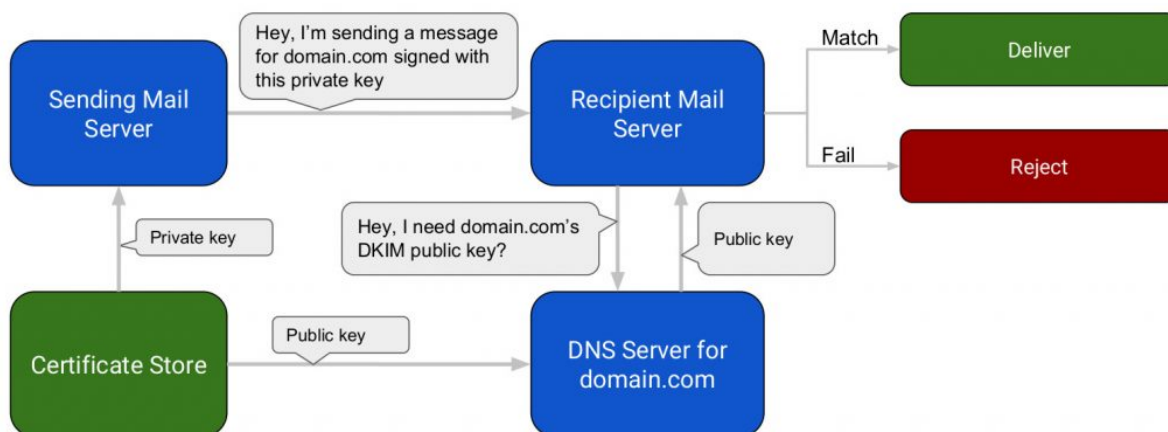 Hey, I'm sending a message
for domain.com signed with
this private key
Sending Mail
Server
Recipient Mail
Server
Match
Deliver
Fail
Reject
Private key
Hey, I need domain.com's
DKIM public key?
Public key
Certificate Store
Public key
DNS Server for
domain.com